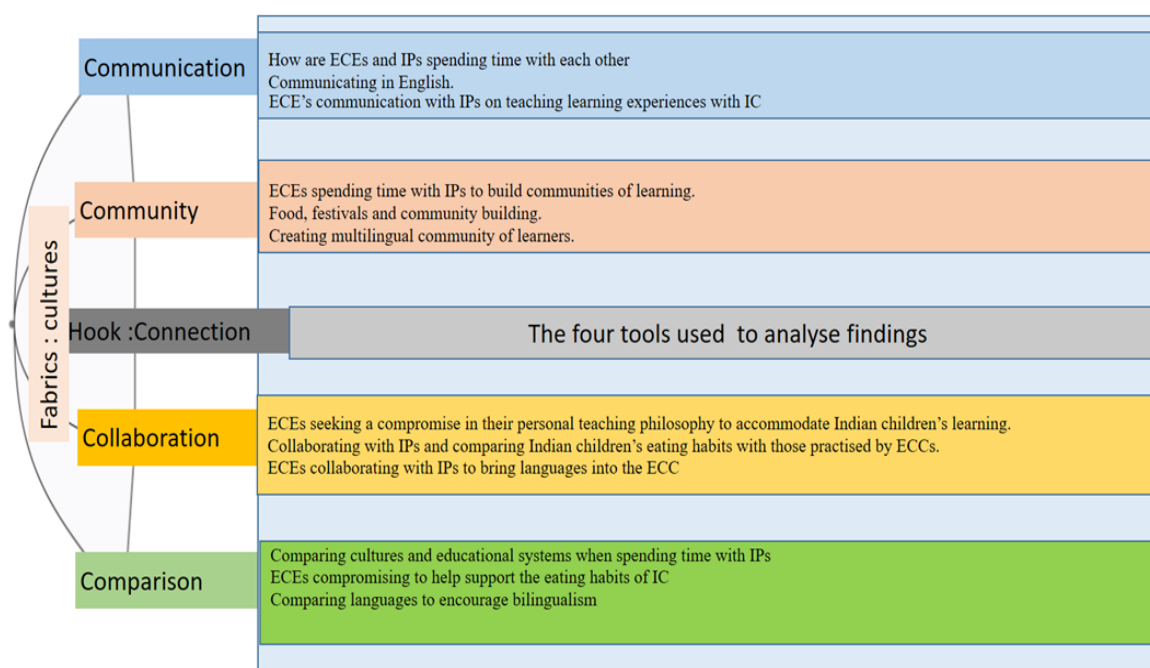 Communication
How are ECEs and IPs spending time with each other
Communicating in English.
ECE's communication with IPs on teaching learning experiences with IC
Community
ECEs spending time with IPs to build communities of learning.
Food, festivals and community building.
Creating multilingual community of learners.
Fabrics : cultures
Hook :Connection
The four tools used to analyse findings
Collaboration
ECEs seeking a compromise in their personal teaching philosophy to accommodate Indian children's learning.
Collaborating with IPs and comparing Indian children's eating habits with those practised by ECCs.
ECEs collaborating with IPs to bring languages into the ECC
Comparison
Comparing cultures and educational systems when spending time with IPs
ECEs compromising to help support the eating habits of IC
Comparing languages to encourage bilingualism